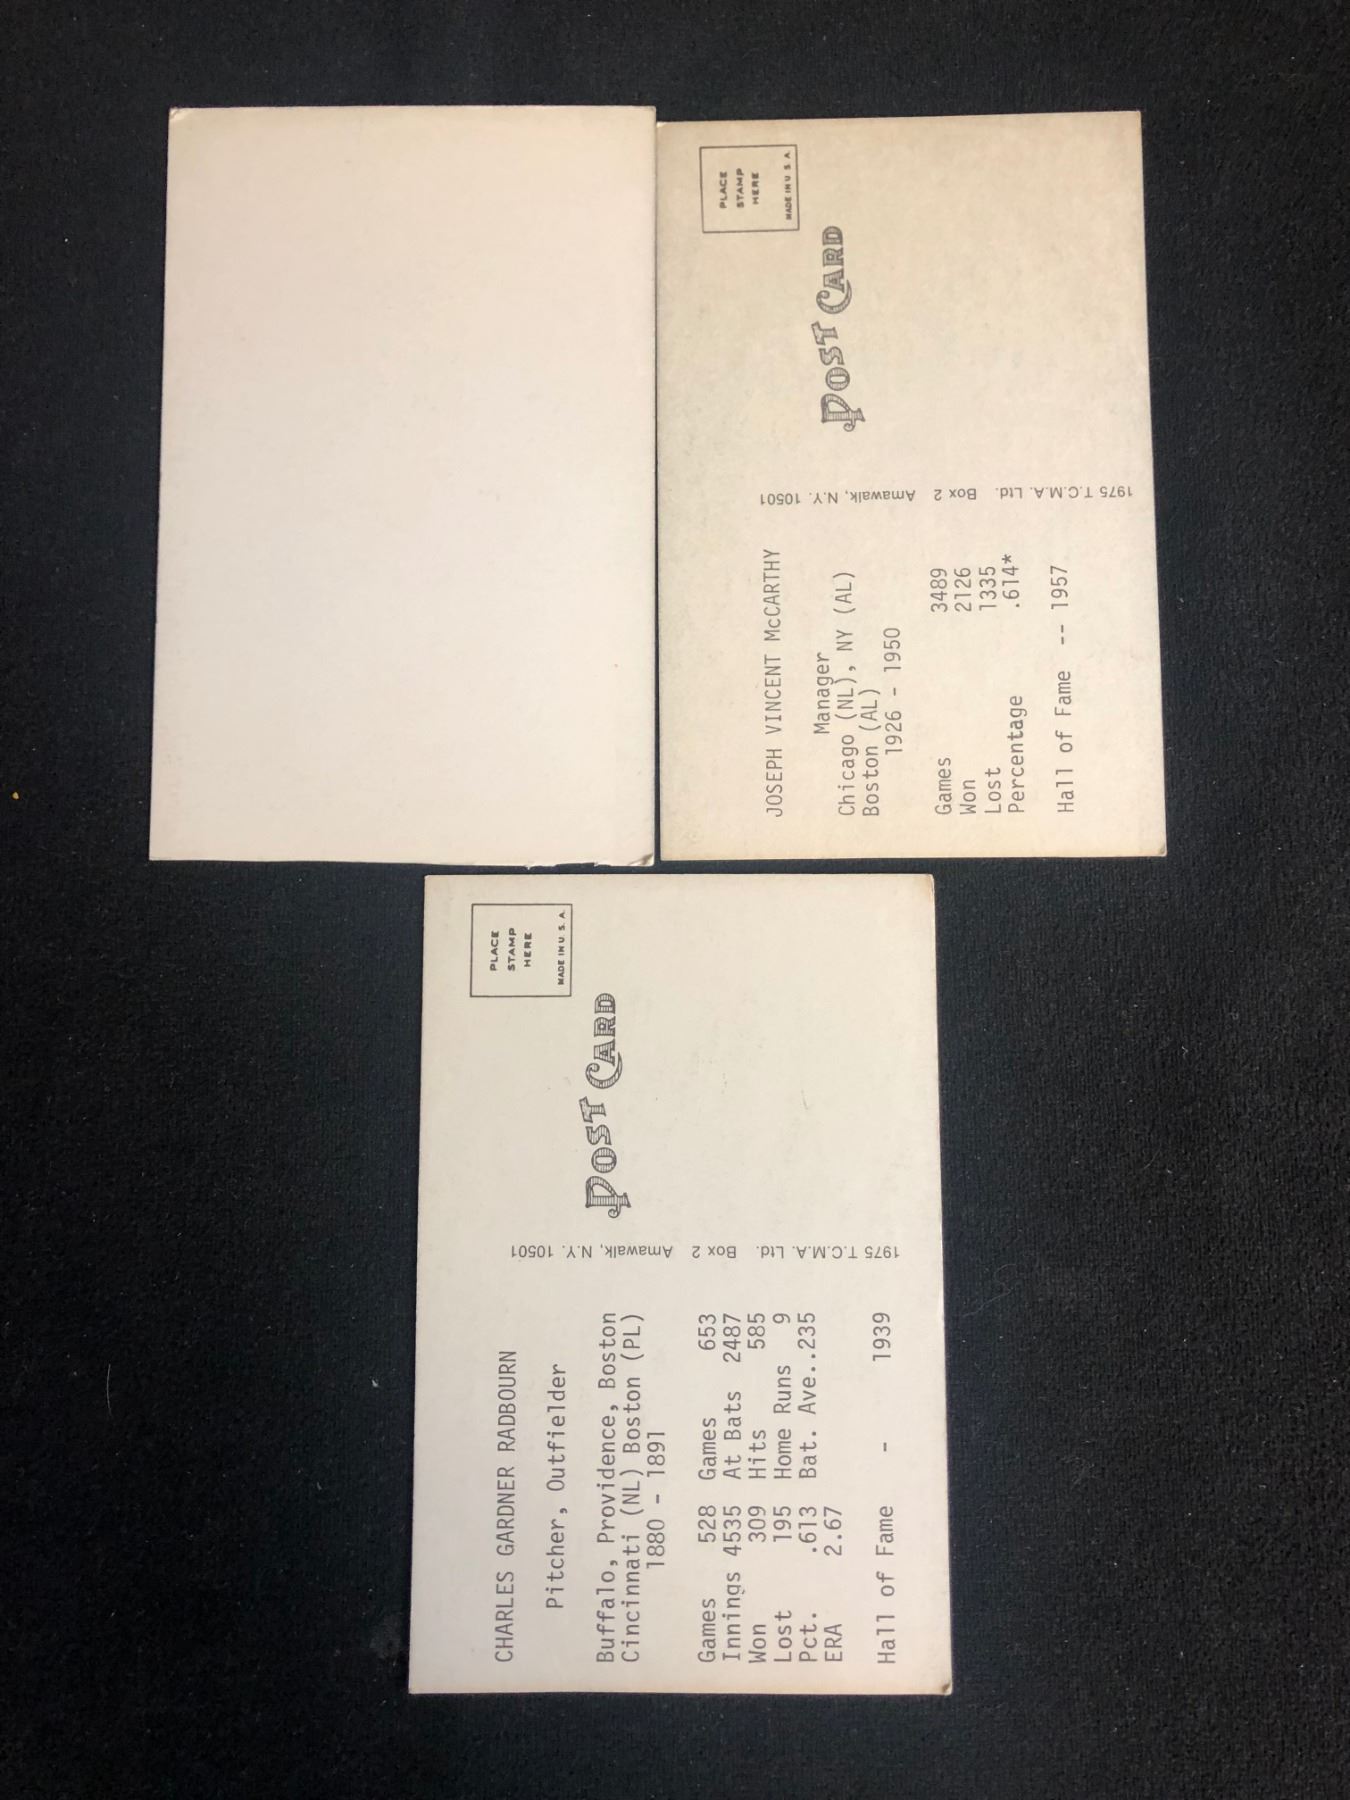 PLACE
STAMP
HERE
MADE IN U. S. A.
POST CARD
1975 T.C.M.A. Ltd. Box 2 Amawalk, N.Y. 10501
JOSEPH VINCENT McCARTHY
Manager
Chicago (NL), NY (AL)
Boston (AL)
1926 - 1950
Games 3489
Won 2126
Lost 1335
Percentage .614*
Hall of Fame -- 1957
PLACE
STAMP
HERE
MADE IN U. S. A.
POST CARD
1975 T.C.M.A. Ltd. Box 2 Amawalk, N.Y. 10501
CHARLES GARDNER RADBOURN
Pitcher, Outfielder
Buffalo, Providence, Boston
Cincinnati (NL) Boston (PL)
1880 - 1891
Games 528 Games 653
Innings 4535 At Bats 2487
Won 309 Hits 585
Lost 195 Home Runs 9
Pct. .613 Bat. Ave..235
ERA 2.67
Hall of Fame - 1939